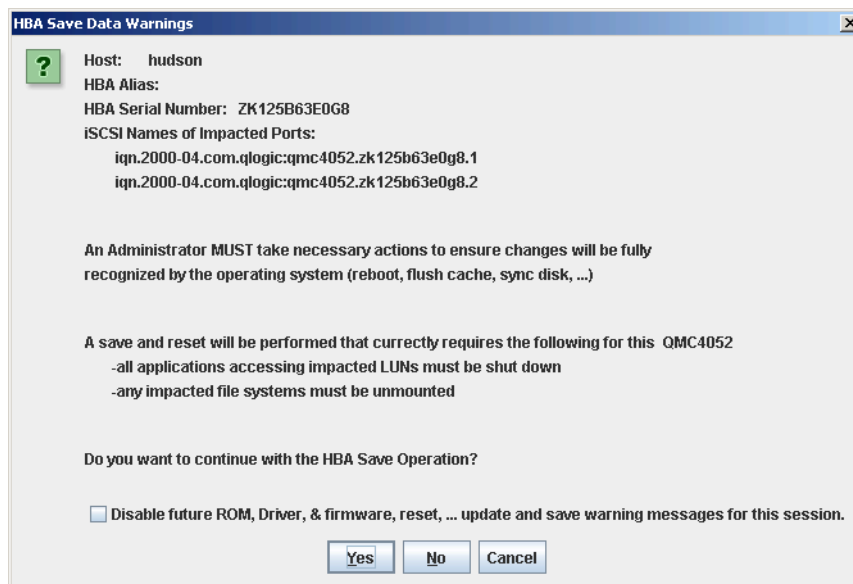 HBA Save Data Warnings
Host: hudson
HBA Alias:
HBA Serial Number: ZK125B63E0G8
iSCSI Names of Impacted Ports:
iqn.2000-04.com.qlogic:qmc4052.zk125b63e0g8.1
iqn.2000-04.com.qlogic:qmc4052.zk125b63e0g8.2
An Administrator MUST take necessary actions to ensure changes will be fully
recognized by the operating system (reboot, flush cache, sync disk, ...)
A save and reset will be performed that currectly requires the following for this QMC4052
-all applications accessing impacted LUNs must be shut down
-any impacted file systems must be unmounted
Do you want to continue with the HBA Save Operation?
Disable future ROM, Driver, & firmware, reset, ... update and save warning messages for this session.
Yes No Cancel